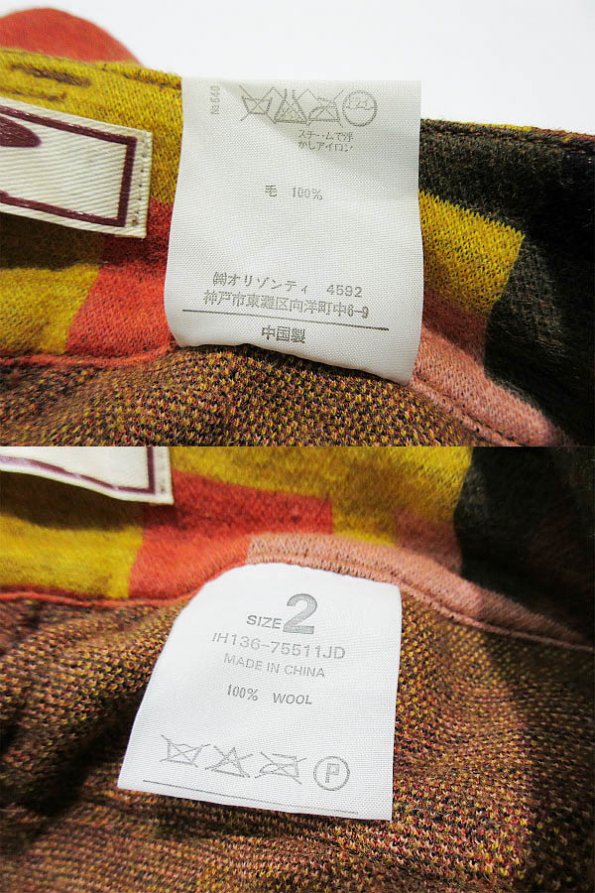 No.640
スチームで浮
かしアイロン
毛 100%
㈱オリゾンティ 4592
神戸市東灘区向洋町中6-9
中国製
SIZE 2
IH136-75511JD
MADE IN CHINA
100% WOOL
P